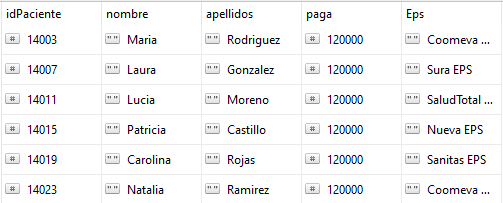 idPaciente nombre apellidos paga Eps
# 14003 "" Maria "" Rodriguez # 120000 "" Coomeva ...
# 14007 "" Laura "" Gonzalez # 120000 "" Sura EPS
# 14011 "" Lucia "" Moreno # 120000 "" SaludTotal ...
# 14015 "" Patricia "" Castillo # 120000 "" Nueva EPS
# 14019 "" Carolina "" Rojas # 120000 "" Sanitas EPS
# 14023 "" Natalia "" Ramirez # 120000 "" Coomeva ...